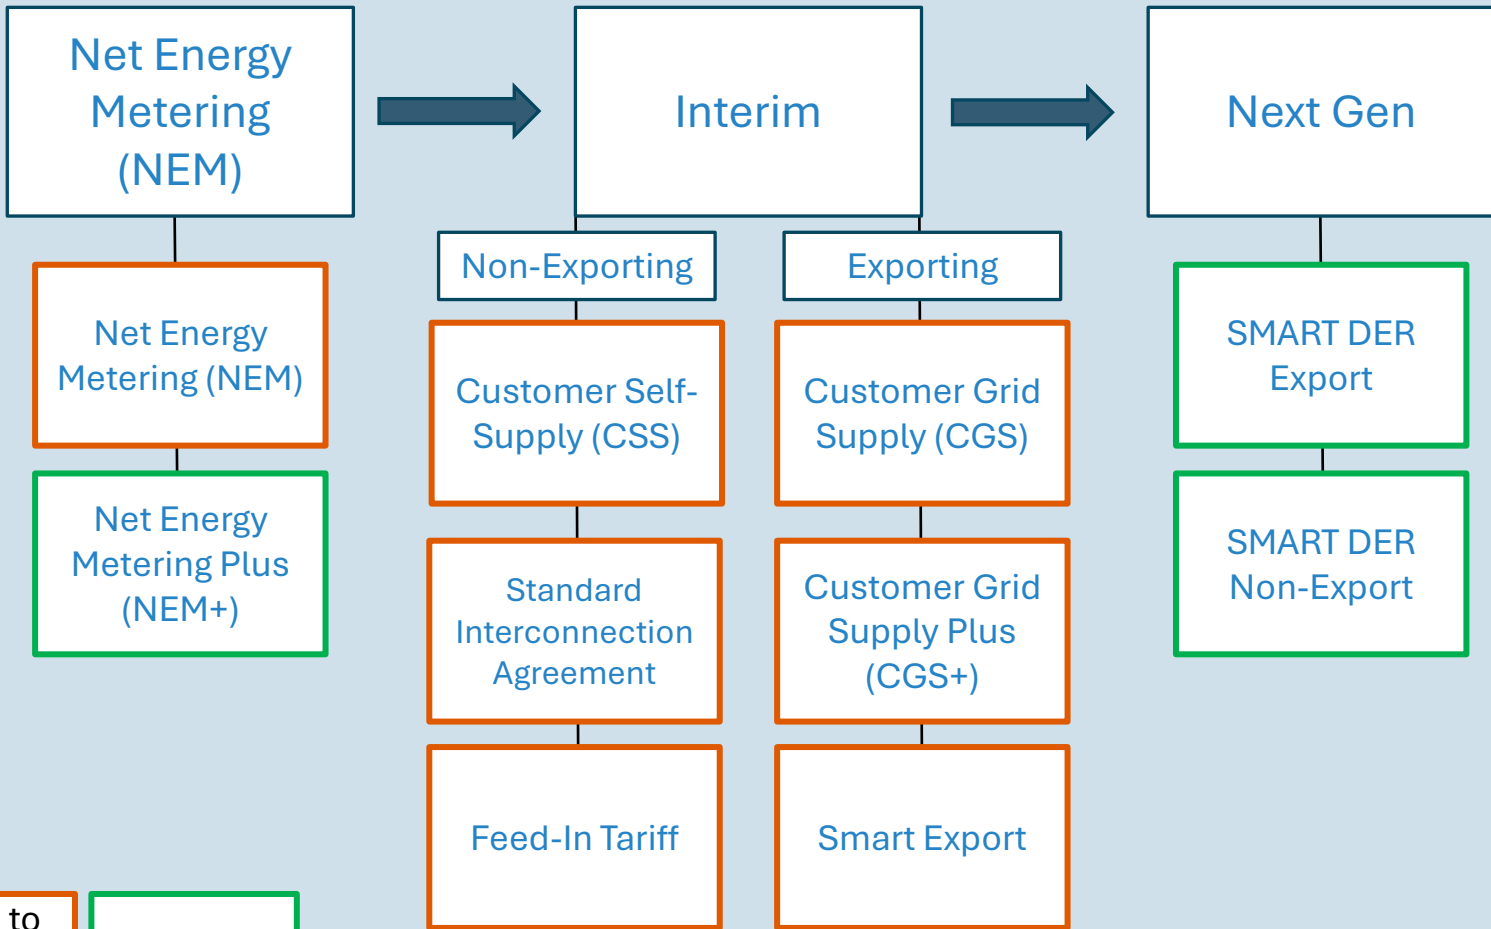 Net Energy
Metering
(NEM)
Interim
Next Gen
Non-Exporting
Exporting
Net Energy
Metering (NEM)
Net Energy
Metering Plus
(NEM+)
Customer Self-
Supply (CSS)
Standard
Interconnection
Agreement
Feed-In Tariff
Customer Grid
Supply (CGS)
Customer Grid
Supply Plus
(CGS+)
Smart Export
SMART DER
Export
SMART DER
Non-Export
to